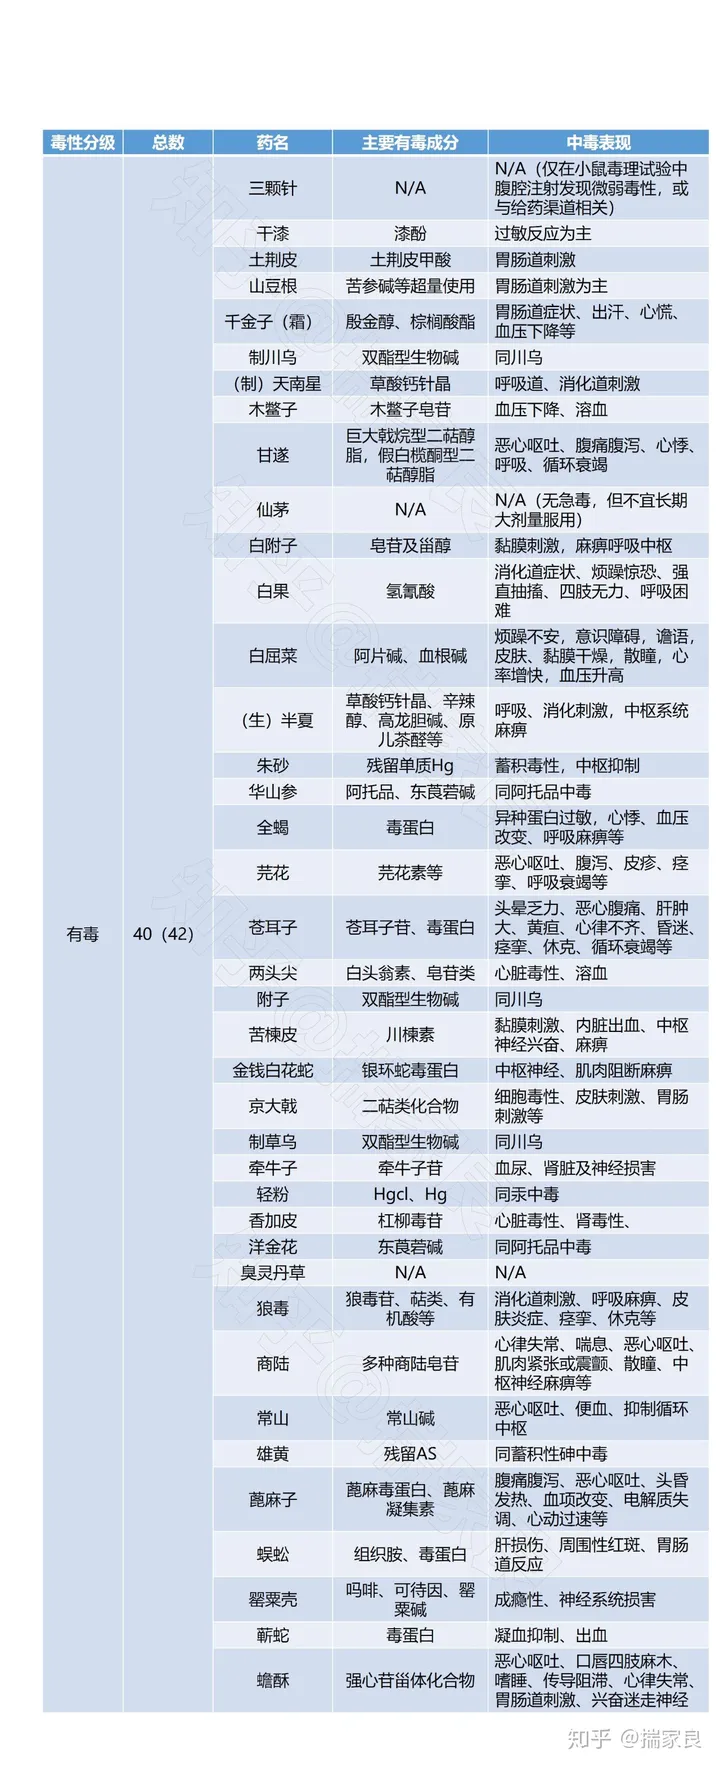 毒性分级 总数 药名 主要有毒成分 中毒表现
有毒 40（42）
三颗针 N/A N/A（仅在小鼠毒理试验中
腹腔注射发现微弱毒性，或
与给药渠道相关）
干漆 漆酚 过敏反应为主
土荆皮 土荆皮甲酸 胃肠道刺激
山豆根 苦参碱等超量使用 胃肠道刺激为主
千金子（霜） 殷金醇、棕榈酸酯 胃肠道症状、出汗、心慌、
血压下降等
制川乌 双酯型生物碱 同川乌
（制）天南星 草酸钙针晶 呼吸道、消化道刺激
木鳖子 木鳖子皂苷 血压下降、溶血
甘遂 巨大戟烷型二萜醇
脂，假白榄酮型二
萜醇脂
恶心呕吐、腹痛腹泻、心悸、
呼吸、循环衰竭
仙茅 N/A N/A（无急毒，但不宜长期
大剂量服用）
白附子 皂苷及甾醇 黏膜刺激，麻痹呼吸中枢
白果 氢氰酸 消化道症状、烦躁惊恐、强
直抽搐、四肢无力、呼吸困
难
白屈菜 阿片碱、血根碱 烦躁不安，意识障碍，谵语，
皮肤、黏膜干燥，散瞳，心
率增快，血压升高
（生）半夏 草酸钙针晶、辛辣
醇、高龙胆碱、原
儿茶醛等
呼吸、消化刺激，中枢系统
麻痹
朱砂 残留单质Hg 蓄积毒性，中枢抑制
华山参 阿托品、东莨菪碱 同阿托品中毒
全蝎 毒蛋白 异种蛋白过敏，心悸、血压
改变、呼吸麻痹等
芫花 芫花素等 恶心呕吐、腹泻、皮疹、痉
挛、呼吸衰竭等
苍耳子 苍耳子苷、毒蛋白 头晕乏力、恶心腹痛、肝肿
大、黄疸、心律不齐、昏迷、
痉挛、休克、循环衰竭等
两头尖 白头翁素、皂苷类 心脏毒性、溶血
附子 双酯型生物碱 同川乌
苦楝皮 川楝素 黏膜刺激、内脏出血、中枢
神经兴奋、麻痹
金钱白花蛇 银环蛇毒蛋白 中枢神经、肌肉阻断麻痹
京大戟 二萜类化合物 细胞毒性、皮肤刺激、胃肠
刺激等
制草乌 双酯型生物碱 同川乌
牵牛子 牵牛子苷 血尿、肾脏及神经损害
轻粉 Hgcl、Hg 同汞中毒
香加皮 杠柳毒苷 心脏毒性、肾毒性、
洋金花 东莨菪碱 同阿托品中毒
臭灵丹草 N/A N/A
狼毒 狼毒苷、萜类、有
机酸等
消化道刺激、呼吸麻痹、皮
肤炎症、痉挛、休克等
商陆 多种商陆皂苷 心律失常、喘息、恶心呕吐、
肌肉紧张或震颤、散瞳、中
枢神经麻痹等
常山 常山碱 恶心呕吐、便血、抑制循环
中枢
雄黄 残留AS 同蓄积性砷中毒
蓖麻子 蓖麻毒蛋白、蓖麻
凝集素
腹痛腹泻、恶心呕吐、头昏
发热、血项改变、电解质失
调、心动过速等
蜈蚣 组织胺、毒蛋白 肝损伤、周围性红斑、胃肠
道反应
罂粟壳 吗啡、可待因、罂
粟碱
成瘾性、神经系统损害
蕲蛇 毒蛋白 凝血抑制、出血
蟾酥 强心苷甾体化合物 恶心呕吐、口唇四肢麻木、
嗜睡、传导阻滞、心律失常、
胃肠道刺激、兴奋迷走神经
知乎 @揣家良